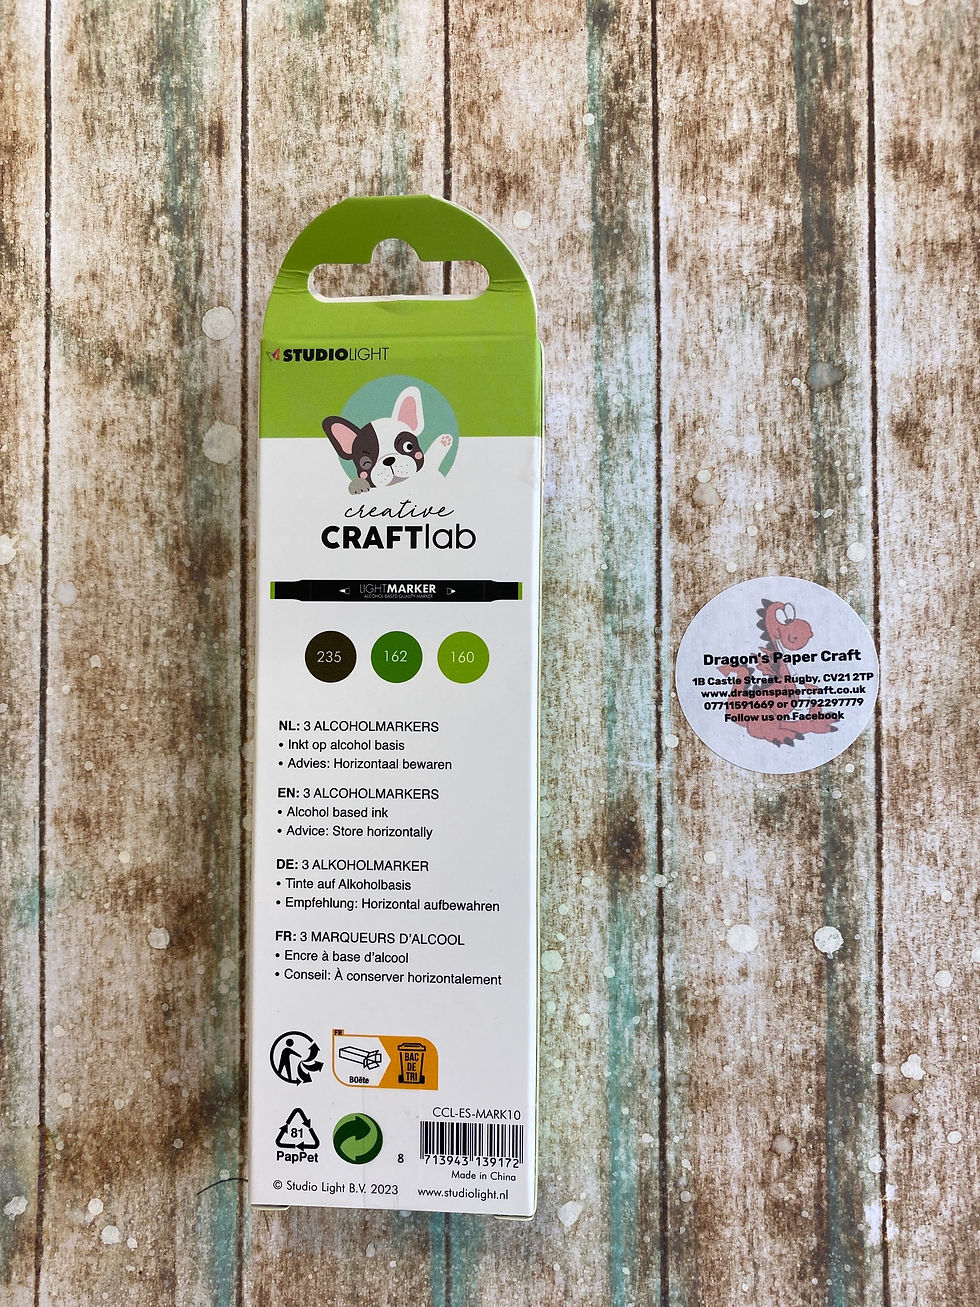 STUDIOLIGHT
creative
CRAFTlab
LIGHTMARKER
ALCOHOL BASED QUALITY MARKER
235 162 160
NL: 3 ALCOHOLMARKERS
• Inkt op alcohol basis
• Advies: Horizontaal bewaren
EN: 3 ALCOHOLMARKERS
• Alcohol based ink
• Advice: Store horizontally
DE: 3 ALKOHOLMARKER
• Tinte auf Alkoholbasis
• Empfehlung: Horizontal aufbewahren
FR: 3 MARQUEURS D'ALCOOL
• Encre à base d'alcool
• Conseil: À conserver horizontalement
FR
BOëte
BAC
DE
TRI
81
PapPet
CCL-ES-MARK10
8 713943 139172
Made in China
© Studio Light B.V. 2023 www.studiolight.nl
Dragon's Paper Craft
1B Castle Street, Rugby, CV21 2TP
www.dragonspapercraft.co.uk
07711591669 or 07792297779
Follow us on Facebook